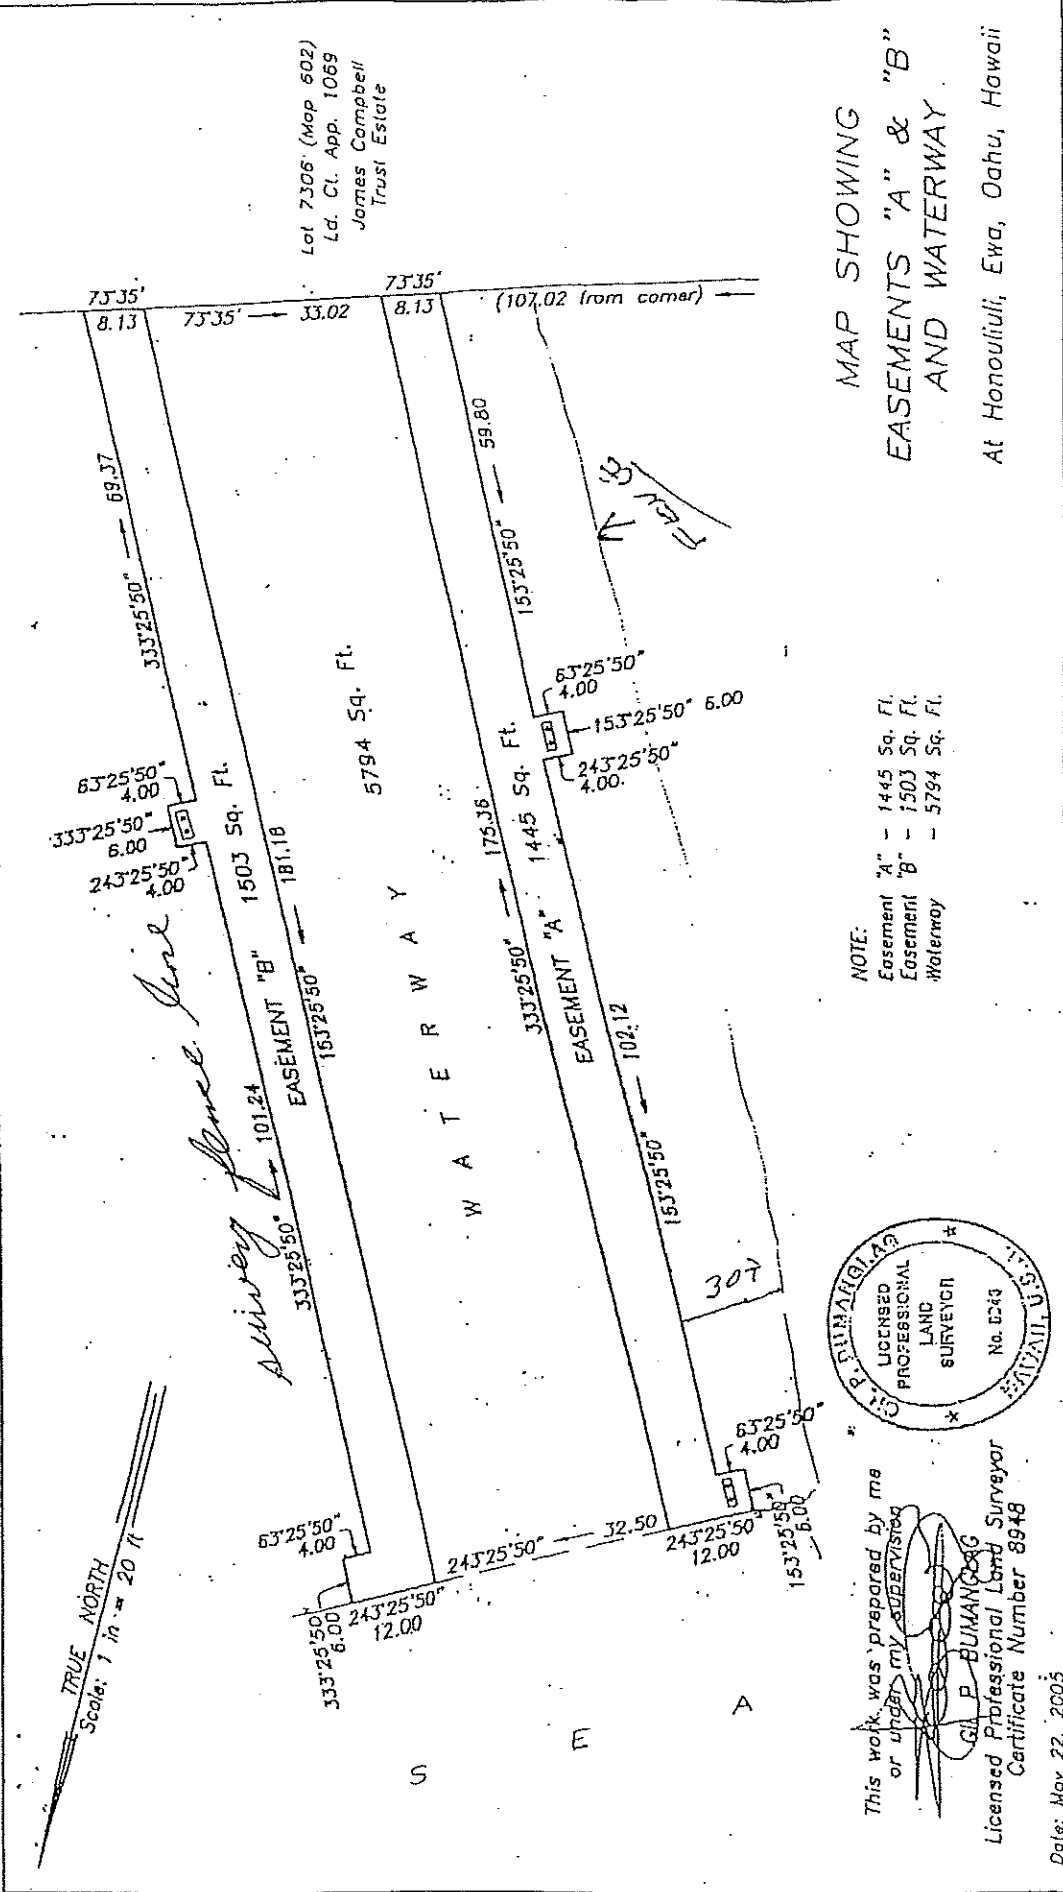 TRUE NORTH
Scale: 1 in = 20 ft
Lot 7306 (Map 602)
Ld. Ct. App. 1069
James Campbell
Trust Estate
73°35'
8.13
73°35' 33.02
73°35'
8.13
(107.02 from corner)
333°25'50" 69.37
63°25'50"
4.00
333°25'50"
6.00
243°25'50"
4.00
survey fence line
333°25'50" 101.24
EASEMENT "B" 1503 Sq. Ft.
153°25'50" 181.18
63°25'50"
4.00
333°25'50"
6.00
243°25'50"
12.00
WATERWAY
5794 Sq. Ft.
243°25'50" 32.50
333°25'50" 175.36
EASEMENT "A" 1445 Sq. Ft.
153°25'50" 59.80
63°25'50"
4.00
153°25'50" 6.00
243°25'50"
4.00
153°25'50" 102.12
63°25'50"
4.00
243°25'50"
12.00
153°25'50"
6.00
SEA
MAP SHOWING
EASEMENTS "A" & "B"
AND WATERWAY
At Honouliuli, Ewa, Oahu, Hawaii
NOTE:
Easement "A" - 1445 Sq. Ft.
Easement "B" - 1503 Sq. Ft.
Waterway - 5794 Sq. Ft.
This work was prepared by me
or under my supervision
GIL P. BUMANGLAG
Licensed Professional Land Surveyor
Certificate Number 8948
GIL P. BUMANGLAG
LICENSED
PROFESSIONAL
LAND
SURVEYOR
HAWAII, U.S.A.
Date: May 22, 2005